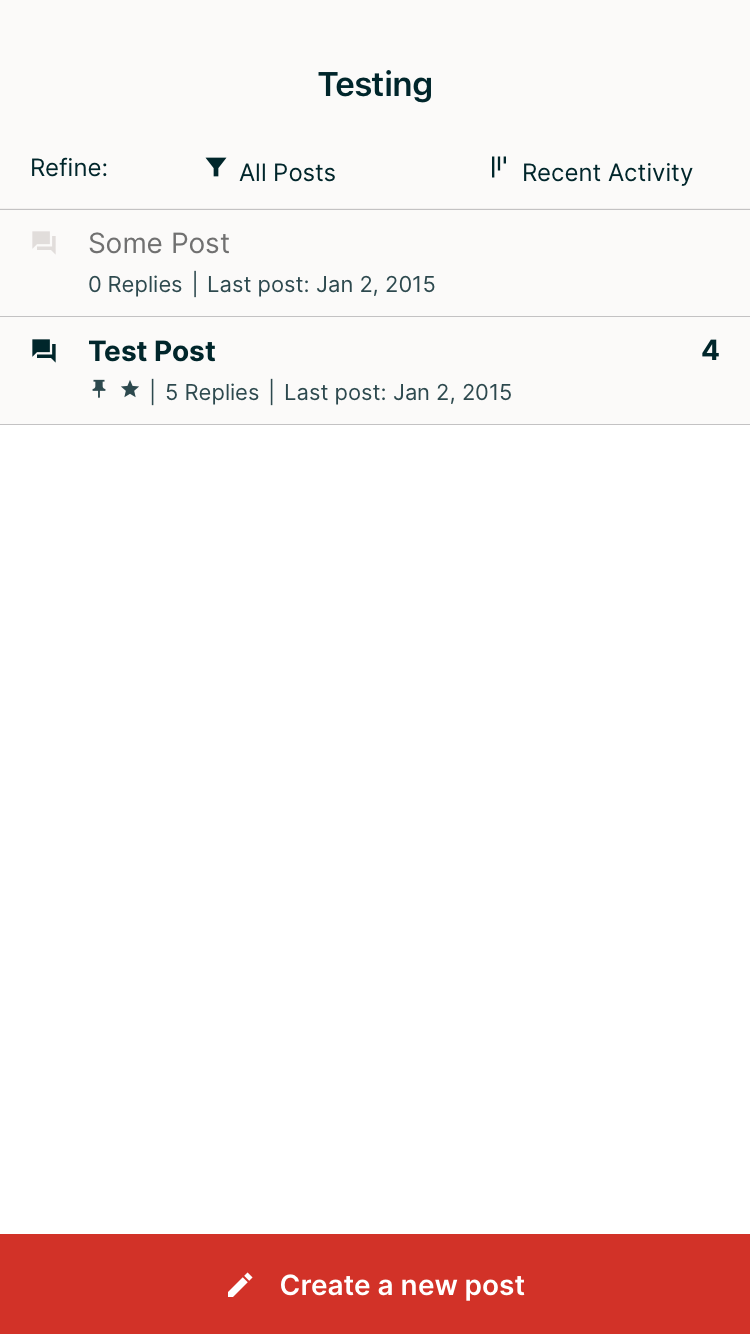 Testing
Refine: All Posts Recent Activity
Some Post
0 Replies | Last post: Jan 2, 2015
Test Post 4
| 5 Replies | Last post: Jan 2, 2015
Create a new post